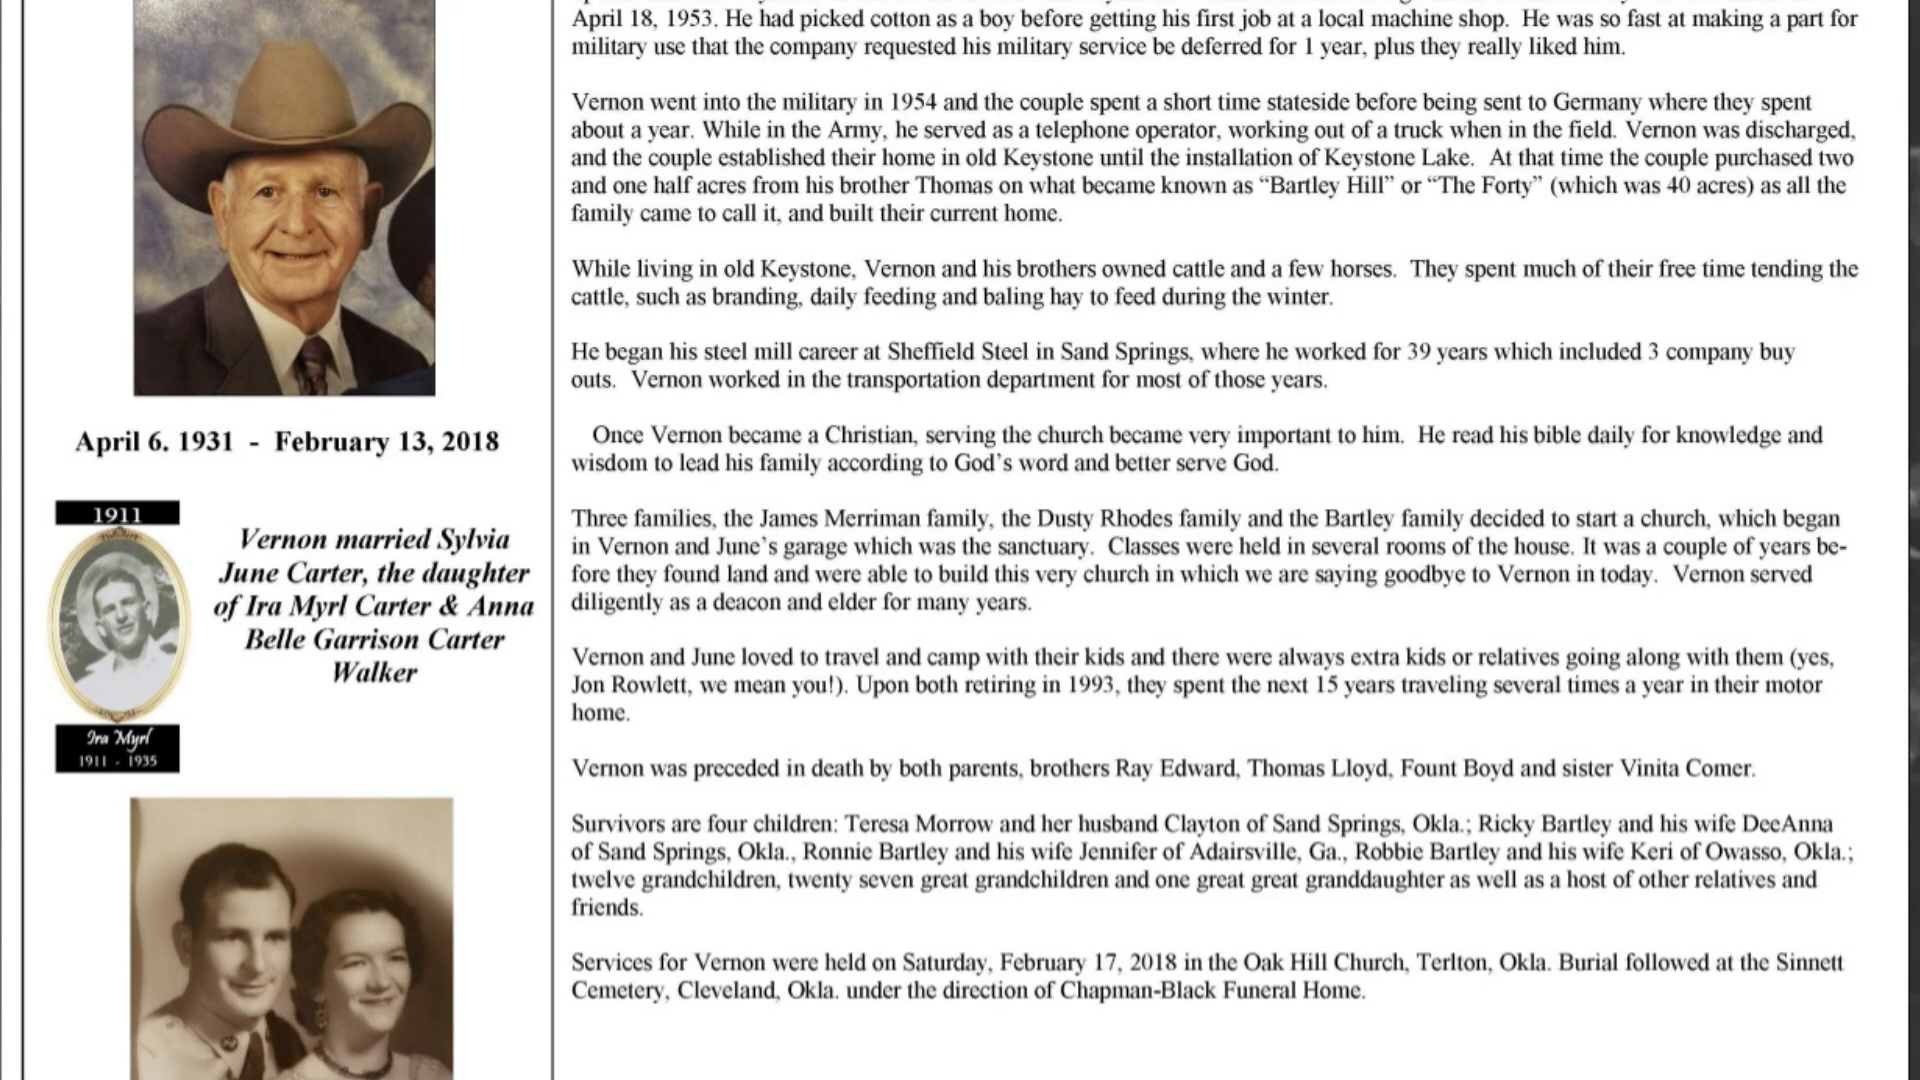 April 18, 1953. He had picked cotton as a boy before getting his first job at a local machine shop.  He was so fast at making a part for
military use that the company requested his military service be deferred for 1 year, plus they really liked him.
Vernon went into the military in 1954 and the couple spent a short time stateside before being sent to Germany where they spent
about a year. While in the Army, he served as a telephone operator, working out of a truck when in the field. Vernon was discharged,
and the couple established their home in old Keystone until the installation of Keystone Lake.  At that time the couple purchased two
and one half acres from his brother Thomas on what became known as “Bartley Hill” or “The Forty” (which was 40 acres) as all the
family came to call it, and built their current home.
While living in old Keystone, Vernon and his brothers owned cattle and a few horses.  They spent much of their free time tending the
cattle, such as branding, daily feeding and baling hay to feed during the winter.
He began his steel mill career at Sheffield Steel in Sand Springs, where he worked for 39 years which included 3 company buy
outs.  Vernon worked in the transportation department for most of those years.
Once Vernon became a Christian, serving the church became very important to him.  He read his bible daily for knowledge and
wisdom to lead his family according to God’s word and better serve God.
Three families, the James Merriman family, the Dusty Rhodes family and the Bartley family decided to start a church, which began
in Vernon and June’s garage which was the sanctuary.  Classes were held in several rooms of the house. It was a couple of years be-
fore they found land and were able to build this very church in which we are saying goodbye to Vernon in today.  Vernon served
diligently as a deacon and elder for many years.
Vernon and June loved to travel and camp with their kids and there were always extra kids or relatives going along with them (yes,
Jon Rowlett, we mean you!). Upon both retiring in 1993, they spent the next 15 years traveling several times a year in their motor
home.
Vernon was preceded in death by both parents, brothers Ray Edward, Thomas Lloyd, Fount Boyd and sister Vinita Comer.
Survivors are four children: Teresa Morrow and her husband Clayton of Sand Springs, Okla.; Ricky Bartley and his wife DeeAnna
of Sand Springs, Okla., Ronnie Bartley and his wife Jennifer of Adairsville, Ga., Robbie Bartley and his wife Keri of Owasso, Okla.;
twelve grandchildren, twenty seven great grandchildren and one great great granddaughter as well as a host of other relatives and
friends.
Services for Vernon were held on Saturday, February 17, 2018 in the Oak Hill Church, Terlton, Okla. Burial followed at the Sinnett
Cemetery, Cleveland, Okla. under the direction of Chapman-Black Funeral Home.
April 6. 1931  -  February 13, 2018
1911
Vernon married Sylvia
June Carter, the daughter
of Ira Myrl Carter & Anna
Belle Garrison Carter
Walker
Ira Myrl
1911 - 1935